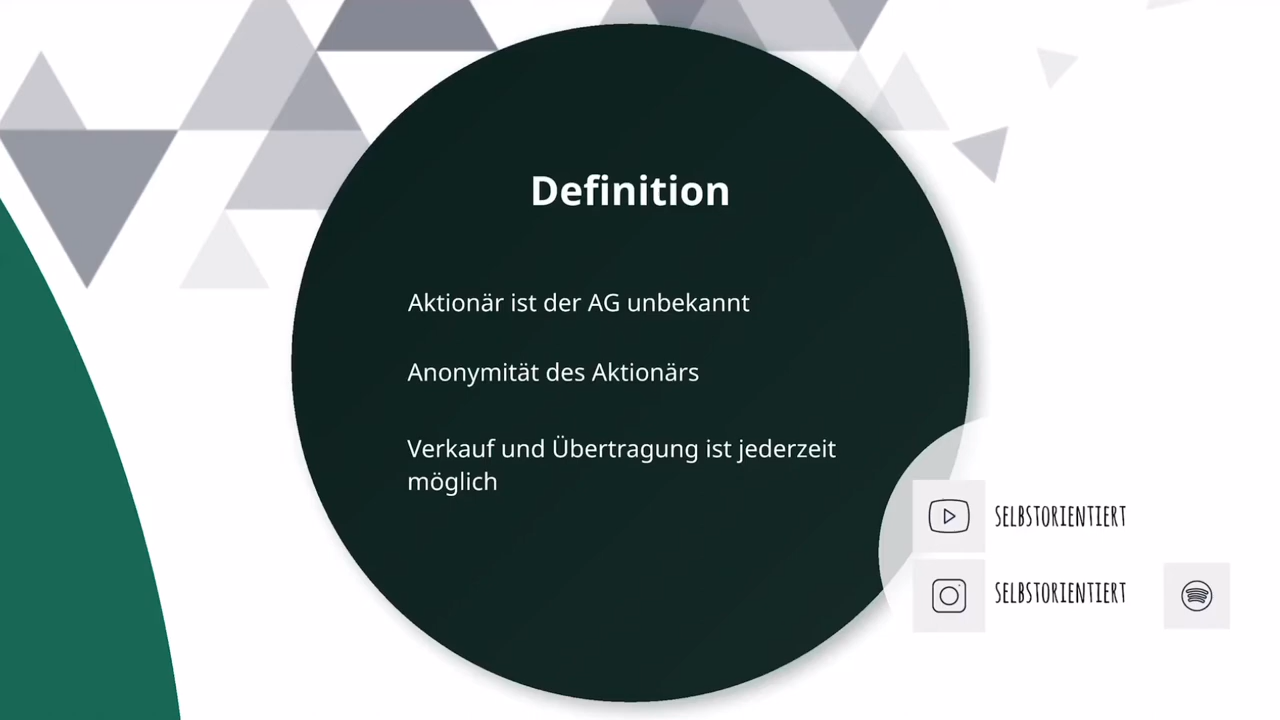 Definition
Aktionär ist der AG unbekannt
Anonymität des Aktionärs
Verkauf und Übertragung ist jederzeit
möglich
SELBSTORIENTIERT
SELBSTORIENTIERT